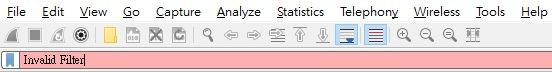 File Edit View Go Capture Analyze Statistics Telephony Wireless Tools Help
Invalid Filter